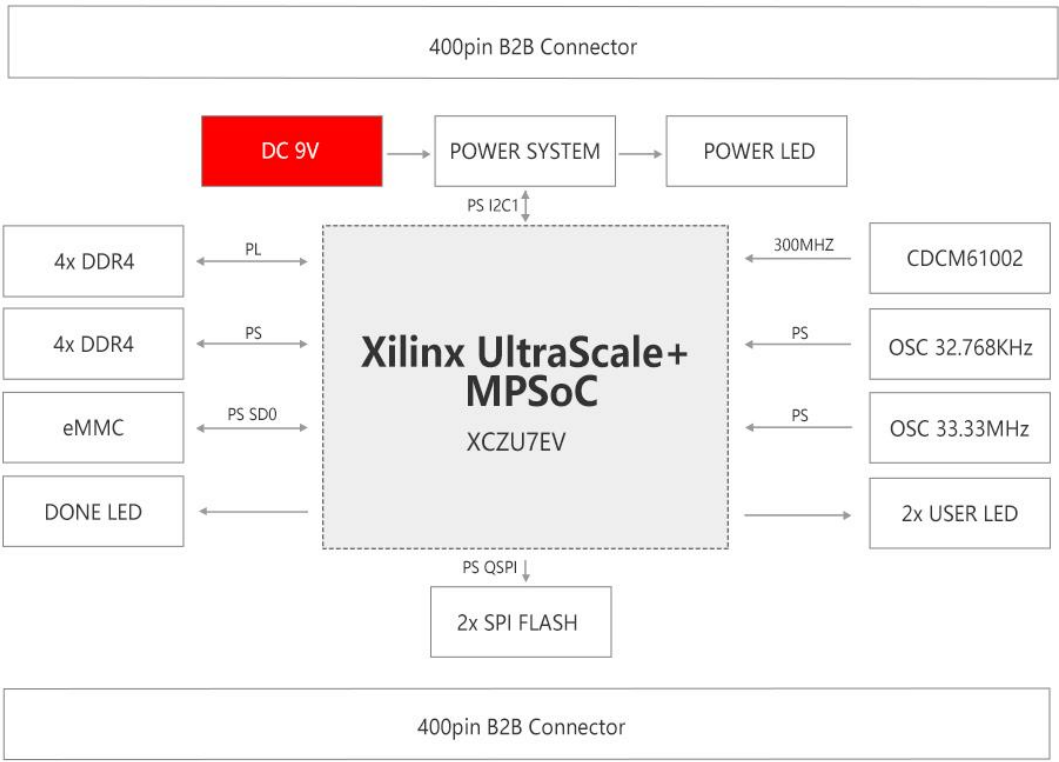 400pin B2B Connector
DC 9V
POWER SYSTEM
POWER LED
PS I2C1
4x DDR4
PL
300MHZ
CDCM61002
4x DDR4
PS
Xilinx UltraScale+
MPSoC
XCZU7EV
PS
OSC 32.768KHz
eMMC
PS SD0
PS
OSC 33.33MHz
DONE LED
2x USER LED
PS QSPI
2x SPI FLASH
400pin B2B Connector